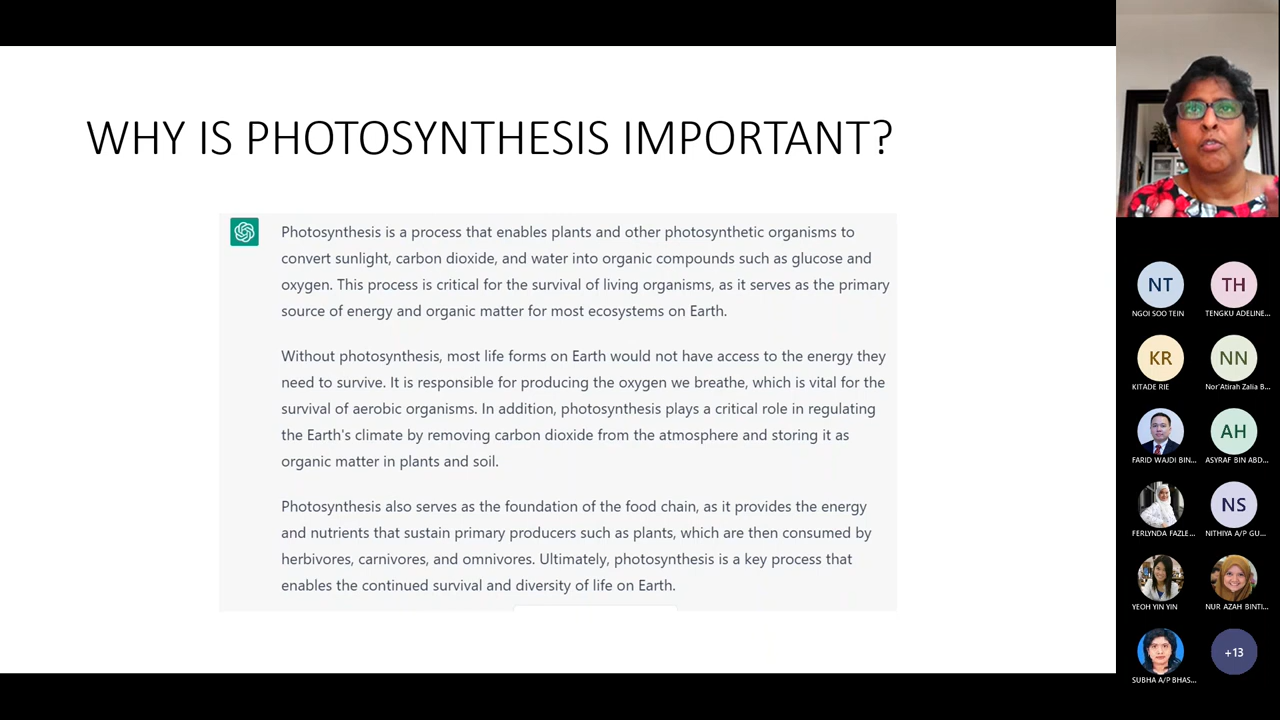 WHY IS PHOTOSYNTHESIS IMPORTANT?
Photosynthesis is a process that enables plants and other photosynthetic organisms to
convert sunlight, carbon dioxide, and water into organic compounds such as glucose and
oxygen. This process is critical for the survival of living organisms, as it serves as the primary
source of energy and organic matter for most ecosystems on Earth.
Without photosynthesis, most life forms on Earth would not have access to the energy they
need to survive. It is responsible for producing the oxygen we breathe, which is vital for the
survival of aerobic organisms. In addition, photosynthesis plays a critical role in regulating
the Earth's climate by removing carbon dioxide from the atmosphere and storing it as
organic matter in plants and soil.
Photosynthesis also serves as the foundation of the food chain, as it provides the energy
and nutrients that sustain primary producers such as plants, which are then consumed by
herbivores, carnivores, and omnivores. Ultimately, photosynthesis is a key process that
enables the continued survival and diversity of life on Earth.
NT
NGOI SOO TEIN
TH
TENGKU ADELINE...
KR
KITADE RIE
NN
Nor'Atirah Zalia B...
FARID WAJDI BIN...
AH
ASYRAF BIN ABD...
FERLYNDA FAZLE...
NS
NITHIYA A/P GU...
YEOH YIN YIN
NUR AZAH BINTI...
SUBHA A/P BHAS...
+13